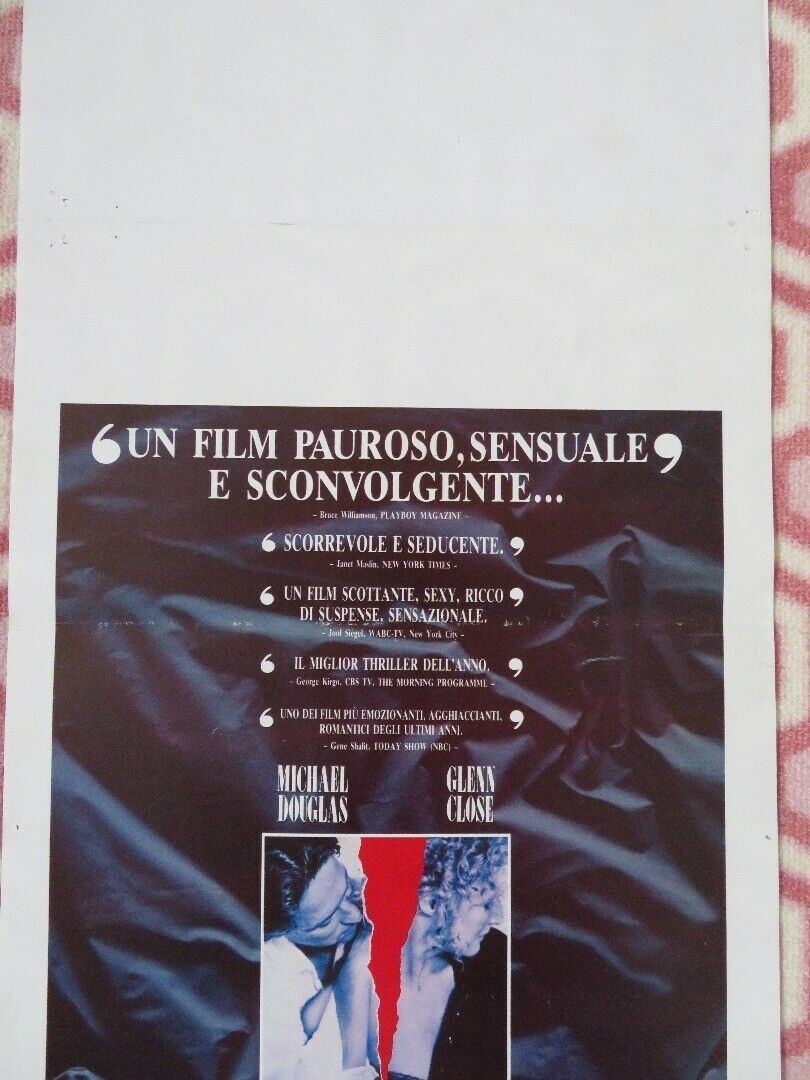 ❛UN FILM PAUROSO, SENSUALE❜
E SCONVOLGENTE...
– Bruce Williamson, PLAYBOY MAGAZINE –
❛ SCORREVOLE E SEDUCENTE. ❜
– Janet Maslin, NEW YORK TIMES –
❛ UN FILM SCOTTANTE, SEXY, RICCO ❜
DI SUSPENSE, SENSAZIONALE.
– Jool Siegel, WABC-TV, New York City –
❛ IL MIGLIOR THRILLER DELL'ANNO. ❜
– George Kirgo, CBS TV, THE MORNING PROGRAMME –
❛ UNO DEI FILM PIÙ EMOZIONANTI, AGGHIACCIANTI, ❜
ROMANTICI DEGLI ULTIMI ANNI.
– Gene Shalit, TODAY SHOW (NBC) –
MICHAEL
DOUGLAS
GLENN
CLOSE